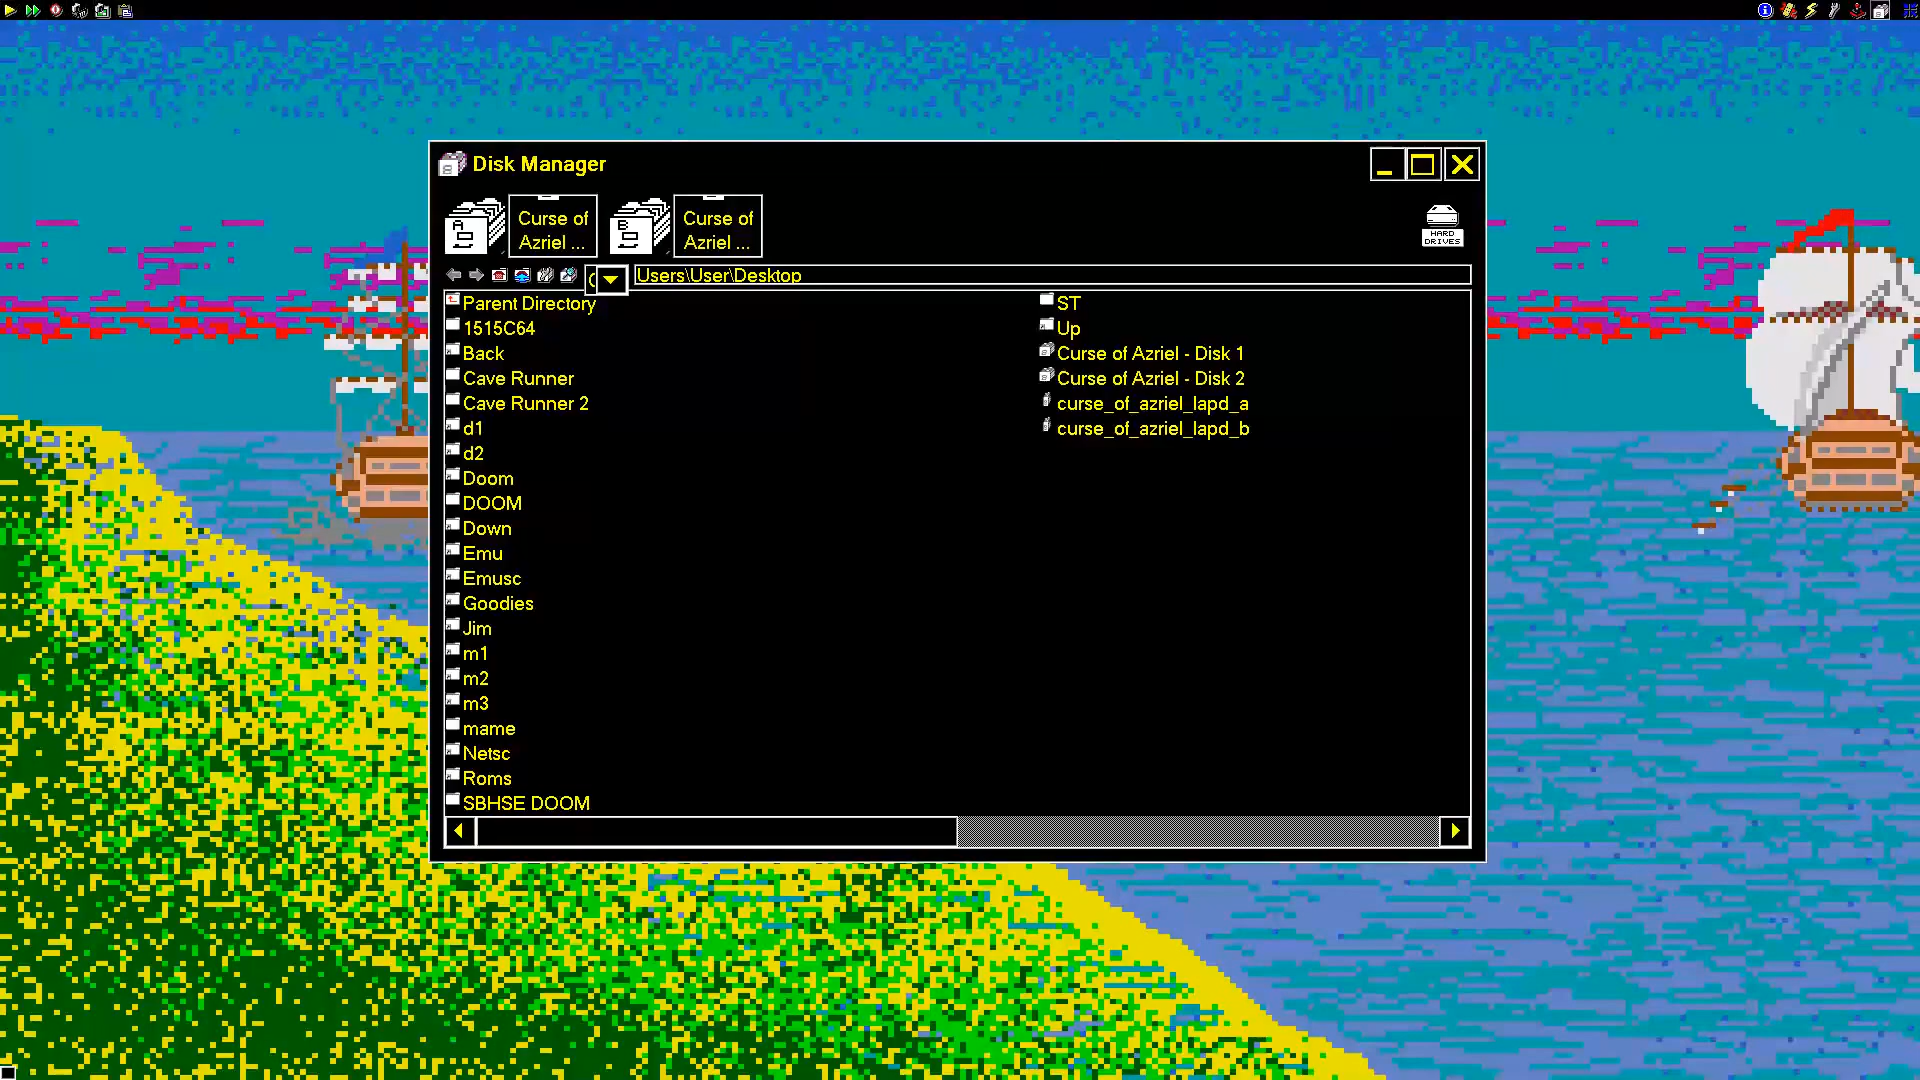 Disk Manager
A
Curse of
Azriel ...
B
Curse of
Azriel ...
HARD
DRIVES
Users\User\Desktop
Parent Directory
1515C64
Back
Cave Runner
Cave Runner 2
d1
d2
Doom
DOOM
Down
Emu
Emusc
Goodies
Jim
m1
m2
m3
mame
Netsc
Roms
SBHSE DOOM
ST
Up
Curse of Azriel - Disk 1
Curse of Azriel - Disk 2
curse_of_azriel_lapd_a
curse_of_azriel_lapd_b